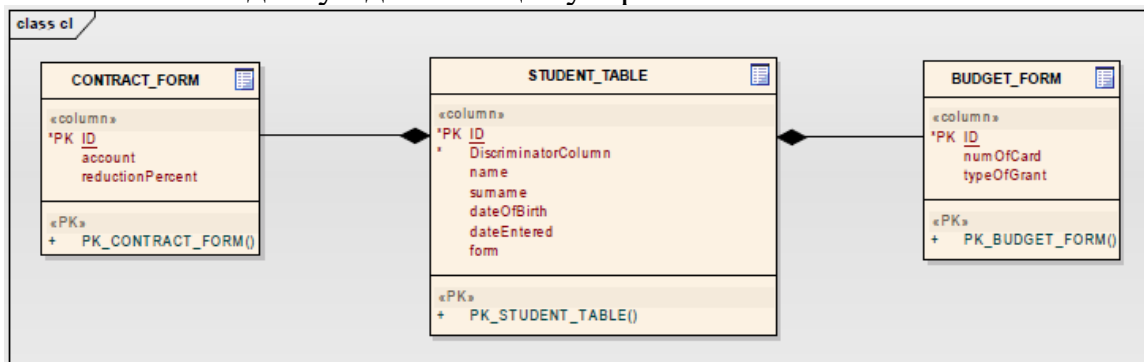 class cl
CONTRACT_FORM
«column»
*PK ID
account
reductionPercent
«PK»
+ PK_CONTRACT_FORM()
STUDENT_TABLE
«column»
*PK ID
* DiscriminatorColumn
name
surname
dateOfBirth
dateEntered
form
«PK»
+ PK_STUDENT_TABLE()
BUDGET_FORM
«column»
*PK ID
numOfCard
typeOfGrant
«PK»
+ PK_BUDGET_FORM()